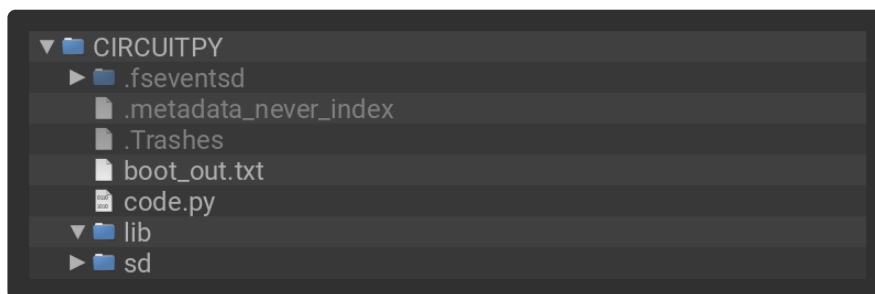 CIRCUITPY
.fseventsd
.metadata_never_index
.Trashes
boot_out.txt
code.py
lib
sd